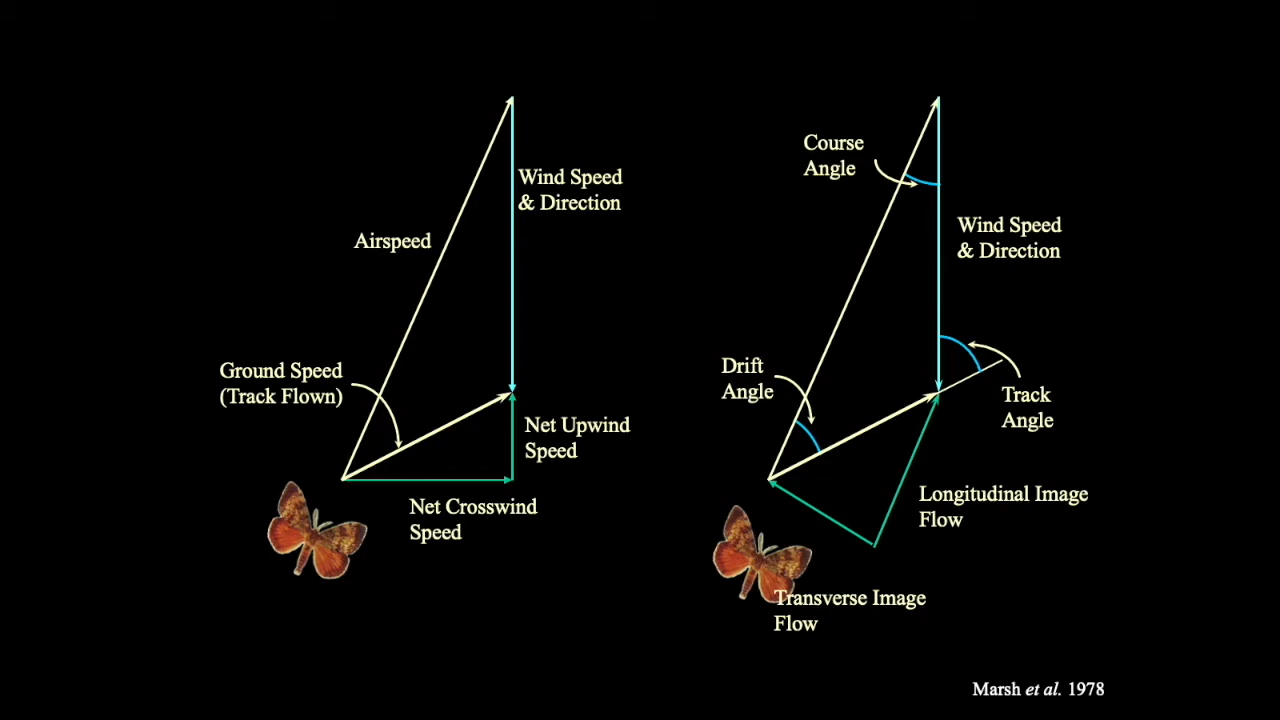 Wind Speed
& Direction
Airspeed
Ground Speed
(Track Flown)
Net Upwind
Speed
Net Crosswind
Speed
Course
Angle
Wind Speed
& Direction
Drift
Angle
Track
Angle
Longitudinal Image
Flow
Transverse Image
Flow
Marsh et al. 1978